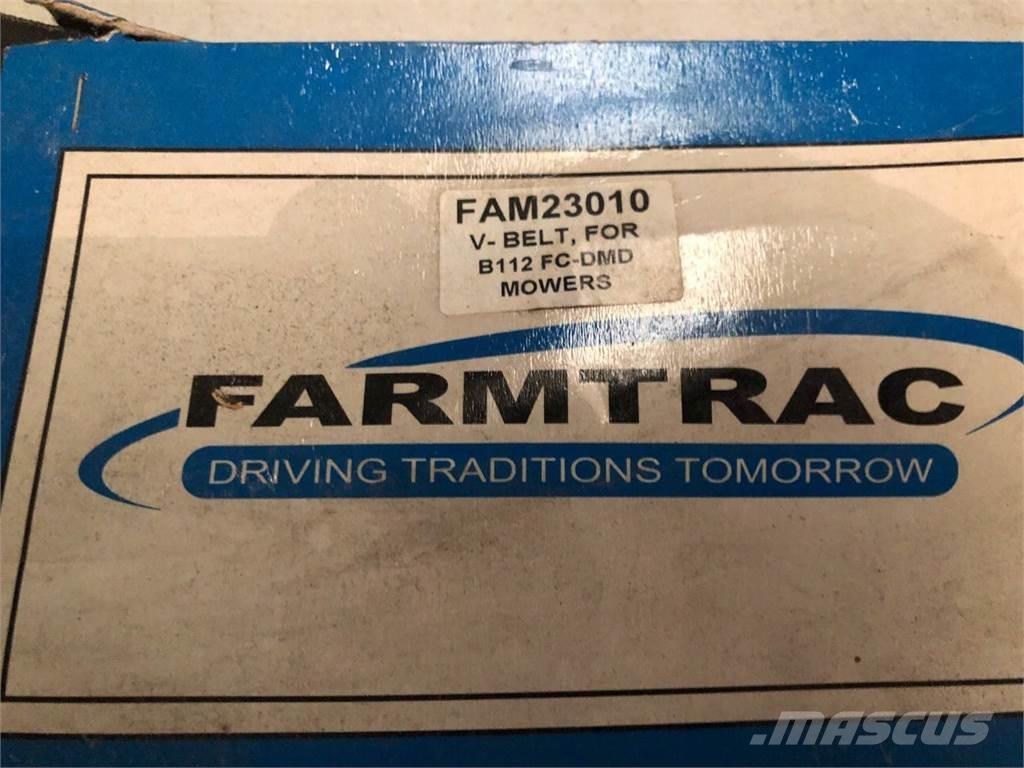 FAM23010
V- BELT, FOR
B112 FC-DMD
MOWERS
FARMTRAC
DRIVING TRADITIONS TOMORROW
MASCUS